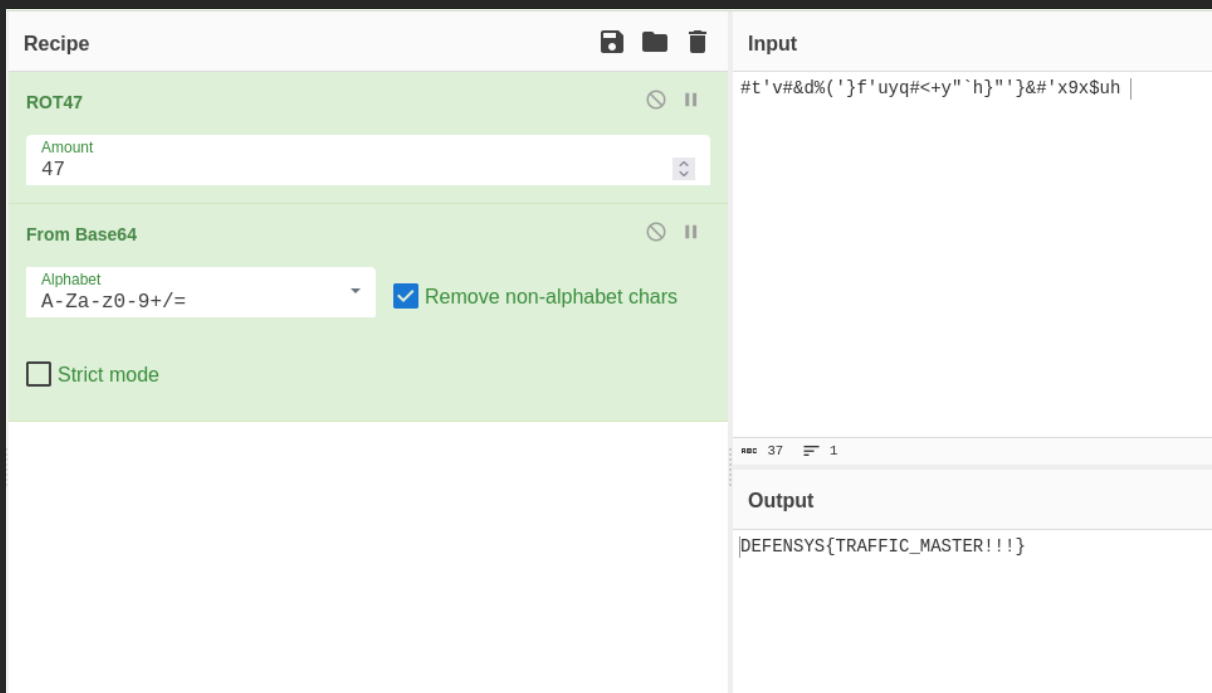 Recipe
ROT47
Amount
47
From Base64
Alphabet
A-Za-z0-9+/=
Remove non-alphabet chars
Strict mode
Input
#t'v#&d%('}f'uyq#<+y"`h}"'}&#'x9x$uh
ABC 37 1
Output
DEFENSYS{TRAFFIC_MASTER!!!}